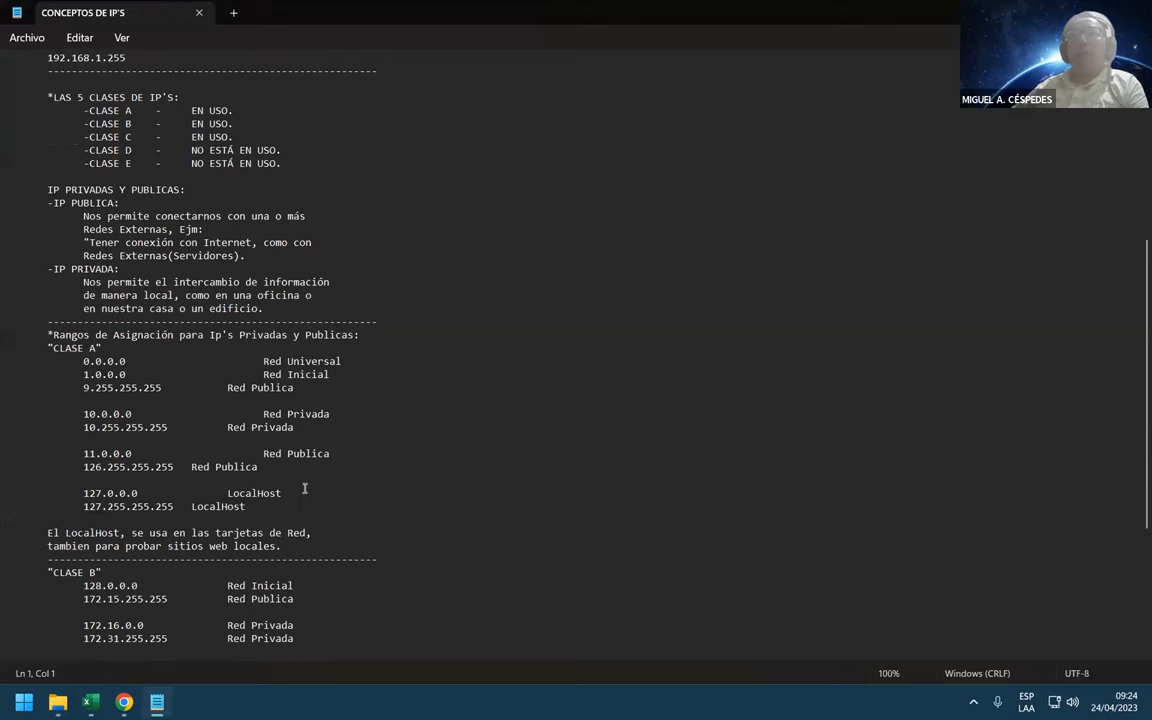 CONCEPTOS DE IP'S
Archivo Editar Ver
192.168.1.255
-------------------------------------------------------
*LAS 5 CLASES DE IP'S:
-CLASE A - EN USO.
-CLASE B - EN USO.
-CLASE C - EN USO.
-CLASE D - NO ESTÁ EN USO.
-CLASE E - NO ESTÁ EN USO.
IP PRIVADAS Y PUBLICAS:
-IP PUBLICA:
Nos permite conectarnos con una o más
Redes Externas, Ejm:
"Tener conexión con Internet, como con
Redes Externas(Servidores).
-IP PRIVADA:
Nos permite el intercambio de información
de manera local, como en una oficina o
en nuestra casa o un edificio.
-------------------------------------------------------
*Rangos de Asignación para Ip's Privadas y Publicas:
"CLASE A"
0.0.0.0 Red Universal
1.0.0.0 Red Inicial
9.255.255.255 Red Publica
10.0.0.0 Red Privada
10.255.255.255 Red Privada
11.0.0.0 Red Publica
126.255.255.255 Red Publica
127.0.0.0 LocalHost
127.255.255.255 LocalHost
El LocalHost, se usa en las tarjetas de Red,
tambien para probar sitios web locales.
-------------------------------------------------------
"CLASE B"
128.0.0.0 Red Inicial
172.15.255.255 Red Publica
172.16.0.0 Red Privada
172.31.255.255 Red Privada
MIGUEL A. CÉSPEDES
Ln 1, Col 1 100% Windows (CRLF) UTF-8
ESP
LAA
09:24
24/04/2023